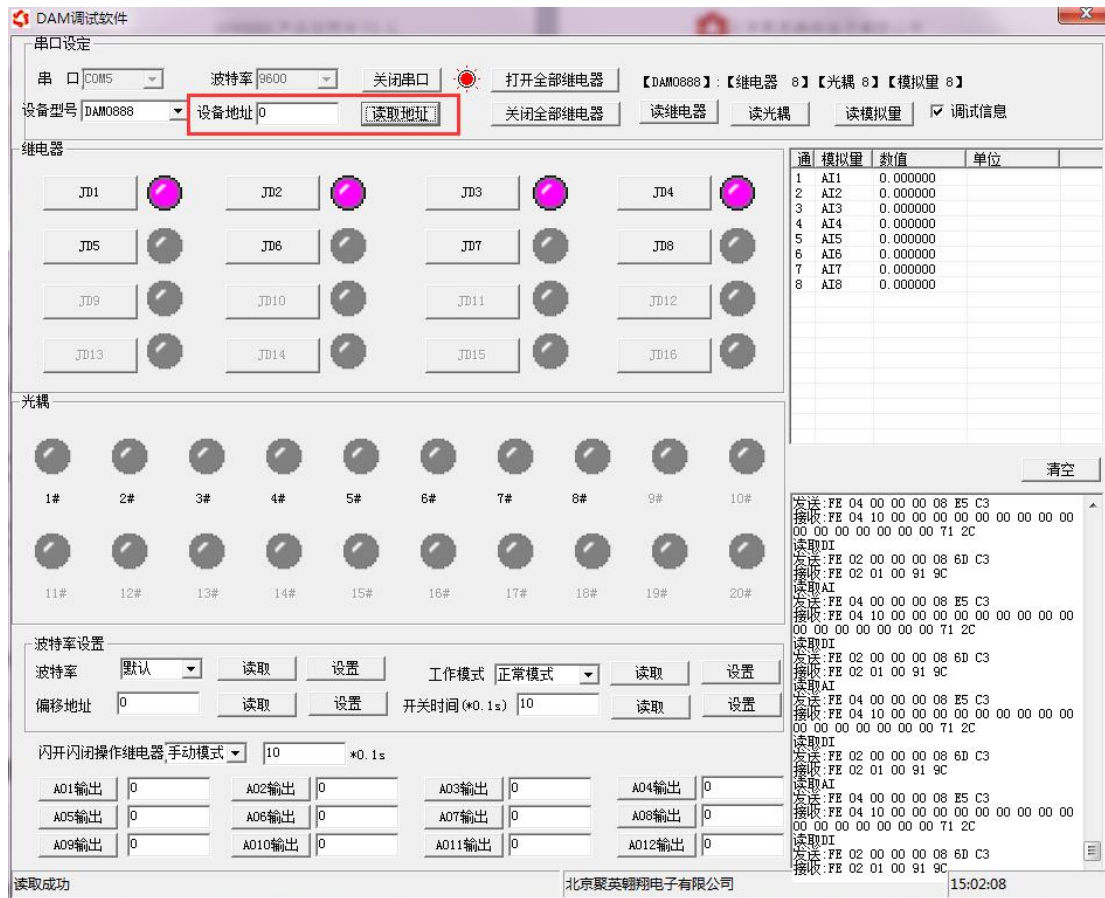 DAM调试软件
串口设定
串 口 COM5 波特率 9600 关闭串口 打开全部继电器 【DAM0888】:【继电器 8】【光耦 8】【模拟量 8】
设备型号 DAM0888 设备地址 0 读取地址 关闭全部继电器 读继电器 读光耦 读模拟量 调试信息
继电器
JD1 JD2 JD3 JD4
JD5 JD6 JD7 JD8
JD9 JD10 JD11 JD12
JD13 JD14 JD15 JD16
通 模拟量 数值 单位
1 AI1 0.000000
2 AI2 0.000000
3 AI3 0.000000
4 AI4 0.000000
5 AI5 0.000000
6 AI6 0.000000
7 AI7 0.000000
8 AI8 0.000000
光耦
1# 2# 3# 4# 5# 6# 7# 8# 9# 10#
11# 12# 13# 14# 15# 16# 17# 18# 19# 20#
清空
发送:FE 04 00 00 00 08 E5 C3
接收:FE 04 10 00 00 00 00 00 00 00 00 00
00 00 00 00 00 00 00 71 2C
读取DI
发送:FE 02 00 00 00 08 6D C3
接收:FE 02 01 00 91 9C
读取AI
发送:FE 04 00 00 00 08 E5 C3
接收:FE 04 10 00 00 00 00 00 00 00 00 00
00 00 00 00 00 00 00 71 2C
读取DI
发送:FE 02 00 00 00 08 6D C3
接收:FE 02 01 00 91 9C
读取AI
发送:FE 04 00 00 00 08 E5 C3
接收:FE 04 10 00 00 00 00 00 00 00 00 00
00 00 00 00 00 00 00 71 2C
读取DI
发送:FE 02 00 00 00 08 6D C3
接收:FE 02 01 00 91 9C
读取AI
发送:FE 04 00 00 00 08 E5 C3
接收:FE 04 10 00 00 00 00 00 00 00 00 00
00 00 00 00 00 00 00 71 2C
读取DI
发送:FE 02 00 00 00 08 6D C3
接收:FE 02 01 00 91 9C
波特率设置
波特率 默认 读取 设置 工作模式 正常模式 读取 设置
偏移地址 0 读取 设置 开关时间(*0.1s) 10 读取 设置
闪开闪闭操作继电器 手动模式 10 *0.1s
AO1输出 0 AO2输出 0 AO3输出 0 AO4输出 0
AO5输出 0 AO6输出 0 AO7输出 0 AO8输出 0
AO9输出 0 AO10输出 0 AO11输出 0 AO12输出 0
读取成功 北京聚英翱翔电子有限公司 15:02:08